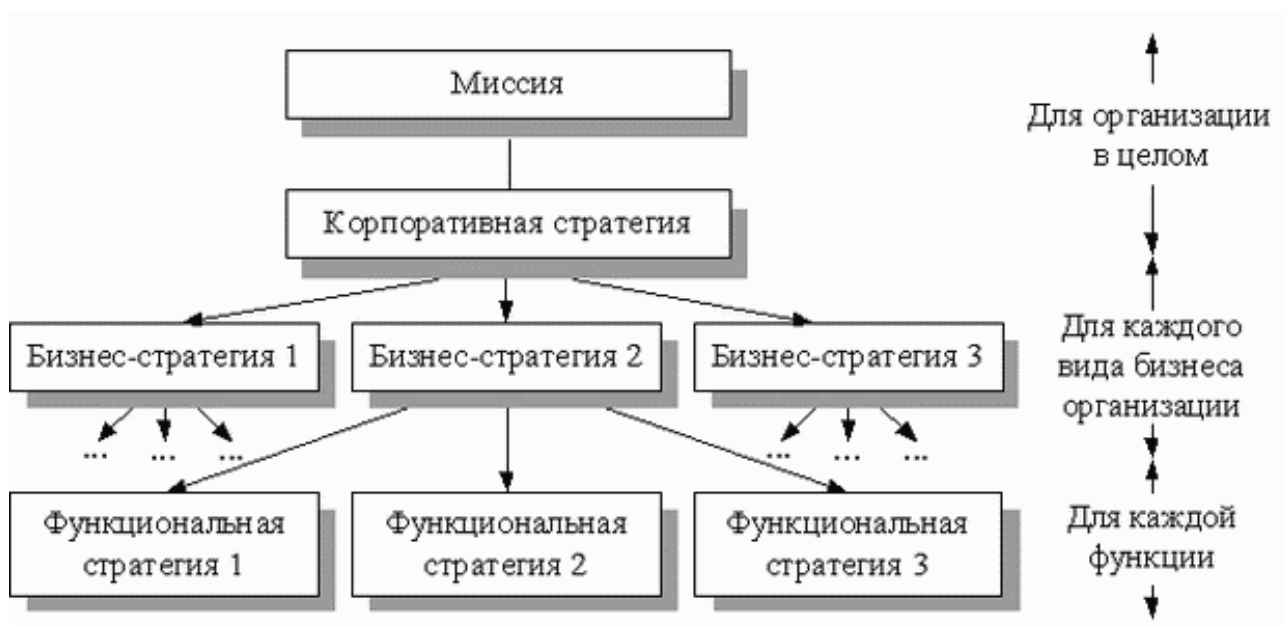 Миссия
Для организации
в целом
Корпоративная стратегия
Бизнес-стратегия 1
Бизнес-стратегия 2
Бизнес-стратегия 3
Для каждого
вида бизнеса
организации
... ... ...
... ... ...
Функциональная
стратегия 1
Функциональная
стратегия 2
Функциональная
стратегия 3
Для каждой
функции